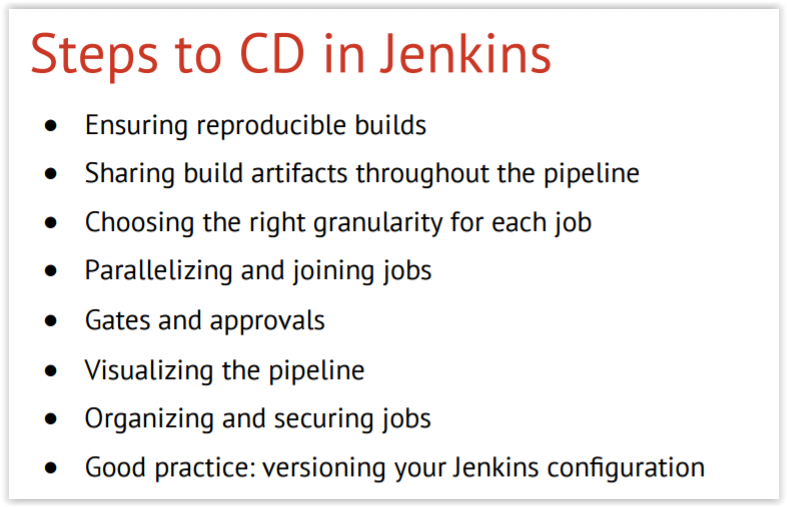 Steps to CD in Jenkins
● Ensuring reproducible builds
● Sharing build artifacts throughout the pipeline
● Choosing the right granularity for each job
● Parallelizing and joining jobs
● Gates and approvals
● Visualizing the pipeline
● Organizing and securing jobs
● Good practice: versioning your Jenkins configuration